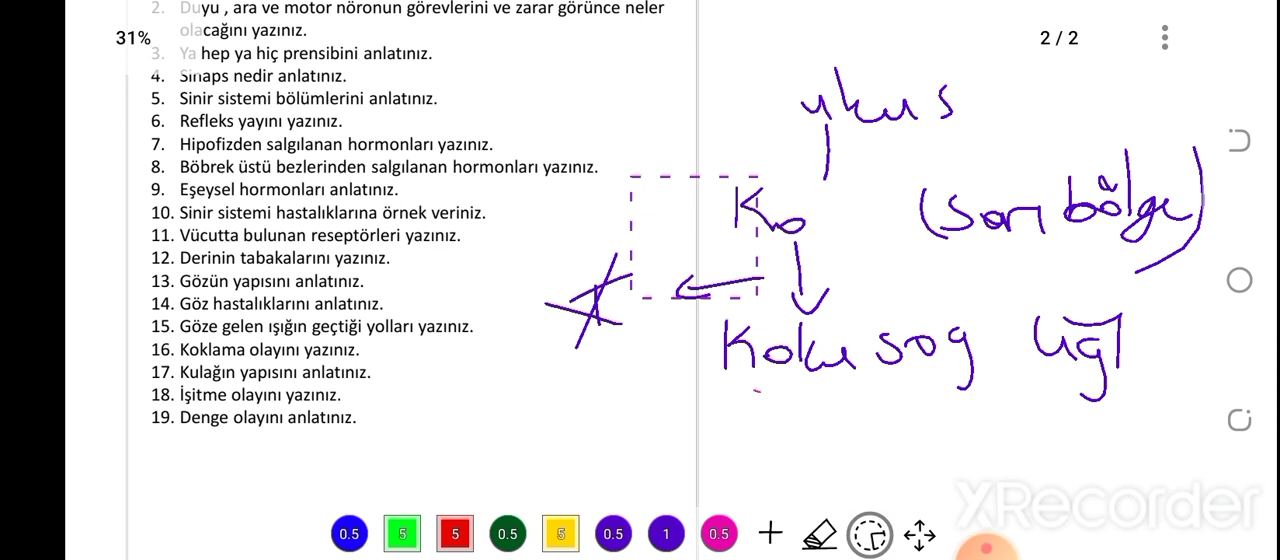 2. Duyu , ara ve motor nöronun görevlerini ve zarar görünce neler
olacağını yazınız.
31%
2 / 2
3. Ya hep ya hiç prensibini anlatınız.
4. Sinaps nedir anlatınız.
5. Sinir sistemi bölümlerini anlatınız.
6. Refleks yayını yazınız.
7. Hipofizden salgılanan hormonları yazınız.
8. Böbrek üstü bezlerinden salgılanan hormonları yazınız.
9. Eşeysel hormonları anlatınız.
10. Sinir sistemi hastalıklarına örnek veriniz.
11. Vücutta bulunan reseptörleri yazınız.
12. Derinin tabakalarını yazınız.
13. Gözün yapısını anlatınız.
14. Göz hastalıklarını anlatınız.
15. Göze gelen ışığın geçtiği yolları yazınız.
16. Koklama olayını yazınız.
17. Kulağın yapısını anlatınız.
18. İşitme olayını yazınız.
19. Denge olayını anlatınız.
Ko
(sarı bölge)
Koku soğ
0.5 5 5 0.5 5 0.5 1 0.5
XRecorder